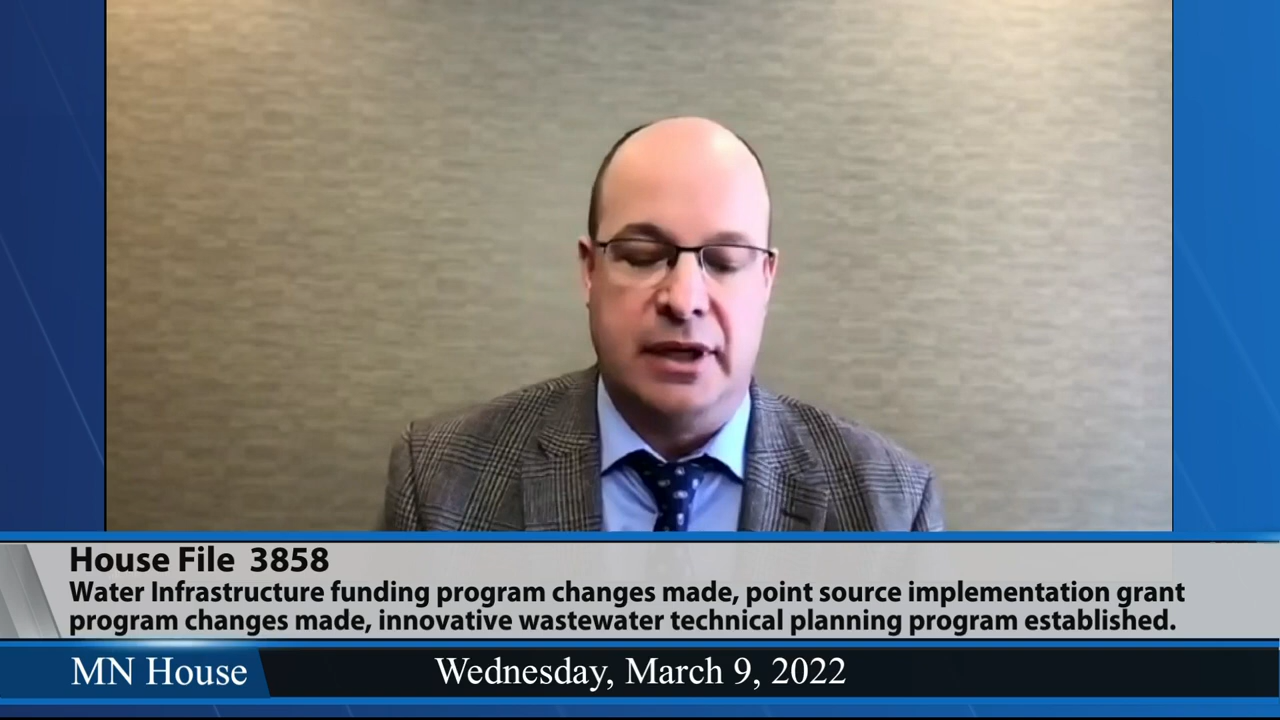 House File 3858
Water Infrastructure funding program changes made, point source implementation grant
program changes made, innovative wastewater technical planning program established.
MN House
Wednesday, March 9, 2022